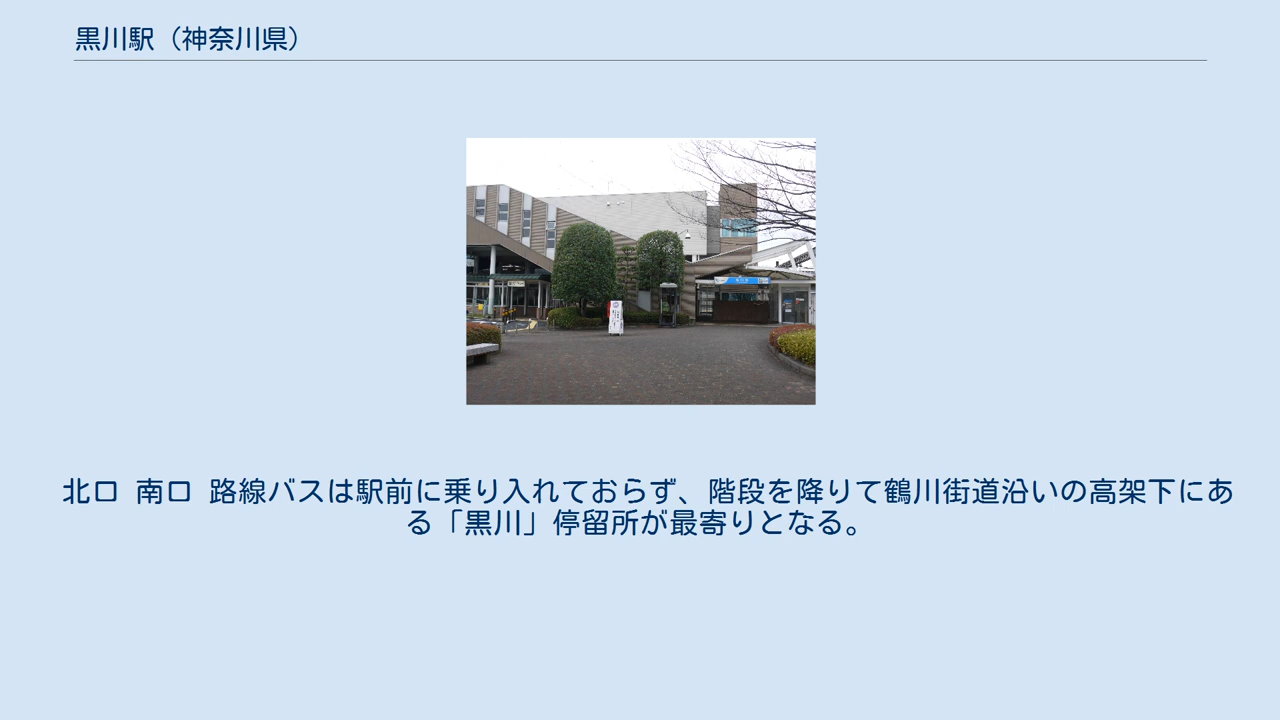 黒川駅（神奈川県）
北口 南口 路線バスは駅前に乗り入れておらず、階段を降りて鶴川街道沿いの高架下にあ
る「黒川」停留所が最寄りとなる。